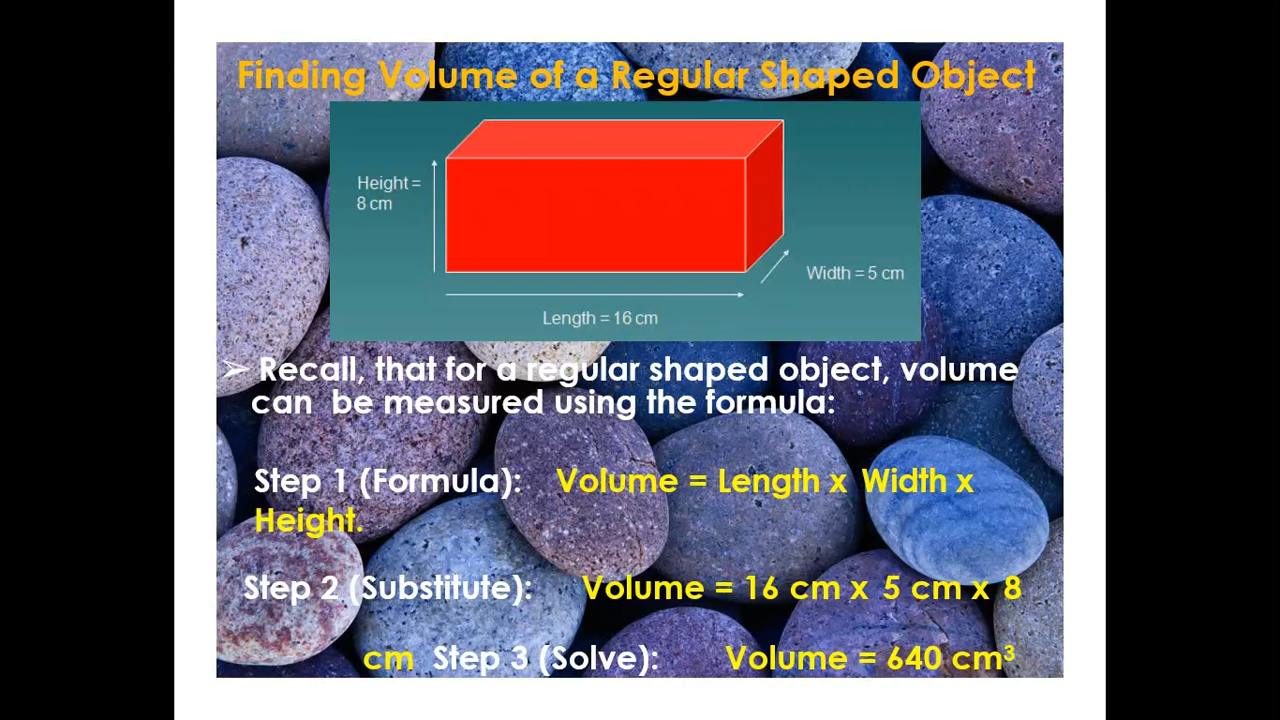 Finding Volume of a Regular Shaped Object
Height =
8 cm
Width = 5 cm
Length = 16 cm
➢ Recall, that for a regular shaped object, volume
can be measured using the formula:
Step 1 (Formula): Volume = Length x Width x
Height.
Step 2 (Substitute): Volume = 16 cm x 5 cm x 8
cm Step 3 (Solve): Volume = 640 cm³